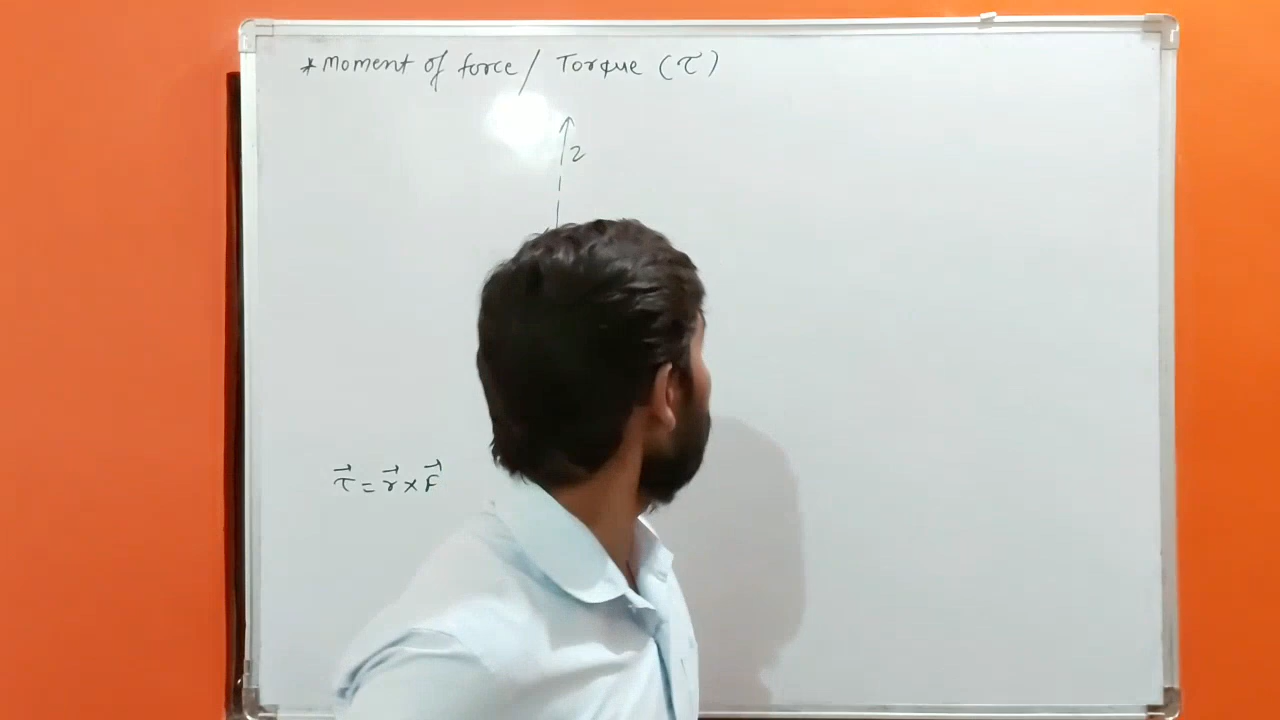 * Moment of force / Torque (τ)
z
τ⃗ = r⃗ × F⃗